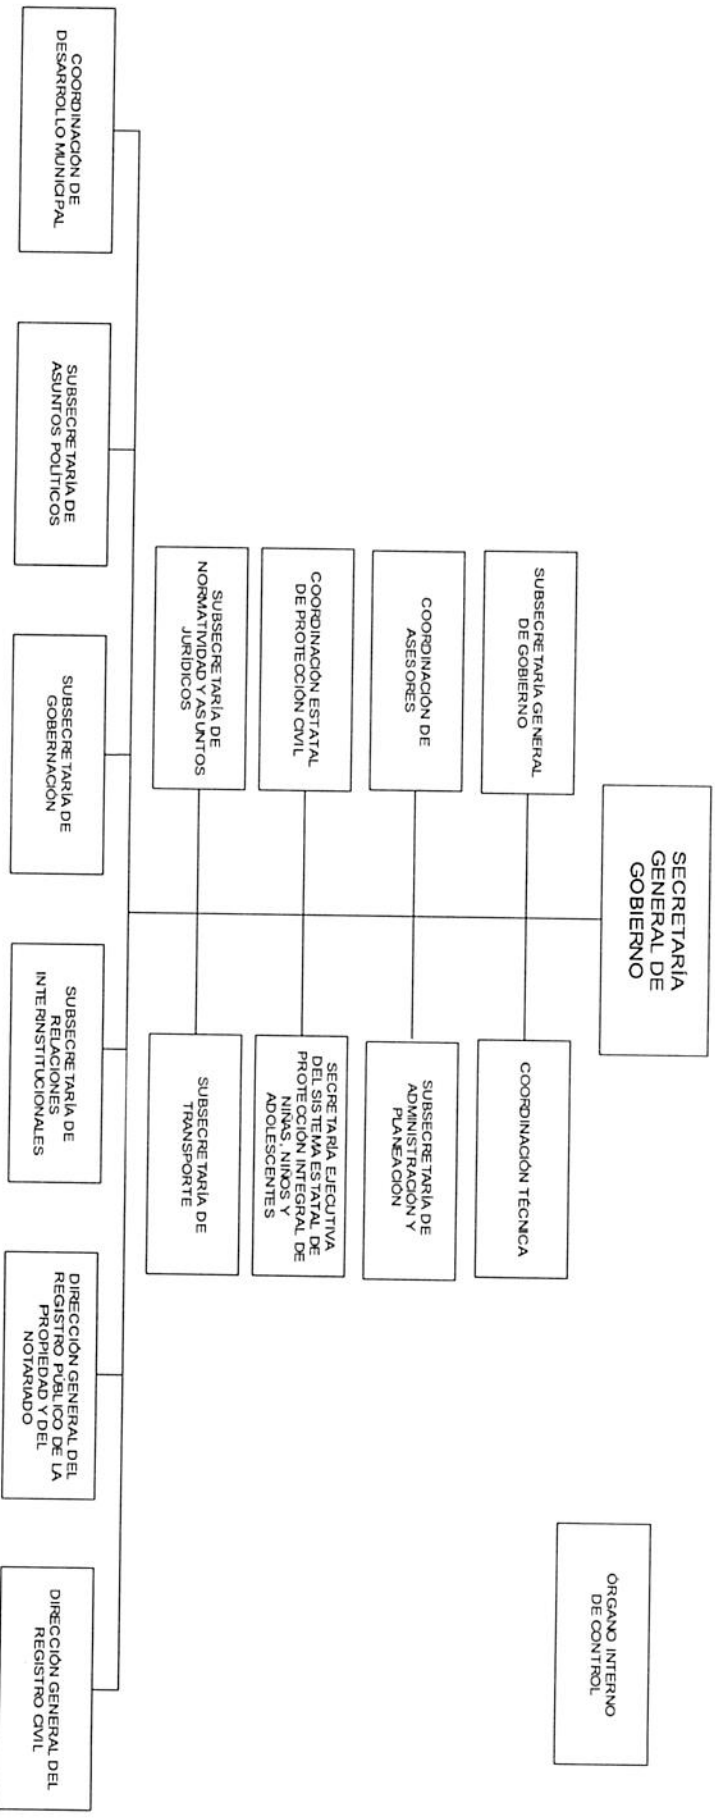 SECRETARÍA
GENERAL DE
GOBIERNO
ÓRGANO INTERNO
DE CONTROL
SUBSECRETARÍA GENERAL
DE GOBIERNO
COORDINACIÓN TÉCNICA
COORDINACIÓN DE
ASESORES
SUBSECRETARÍA DE
ADMINISTRACIÓN Y
PLANEACIÓN
COORDINACIÓN ESTATAL
DE PROTECCIÓN CIVIL
SECRETARÍA EJECUTIVA
DEL SISTEMA ESTATAL DE
PROTECCIÓN INTEGRAL DE
NIÑAS, NIÑOS Y
ADOLESCENTES
SUBSECRETARÍA DE
NORMATIVIDAD Y ASUNTOS
JURÍDICOS
SUBSECRETARÍA DE
TRANSPORTE
COORDINACIÓN DE
DESARROLLO MUNICIPAL
SUBSECRETARÍA DE
ASUNTOS POLÍTICOS
SUBSECRETARÍA DE
GOBERNACIÓN
SUBSECRETARÍA DE
RELACIONES
INTERINSTITUCIONALES
DIRECCIÓN GENERAL DEL
REGISTRO PÚBLICO DE LA
PROPIEDAD Y DEL
NOTARIADO
DIRECCIÓN GENERAL DEL
REGISTRO CIVIL